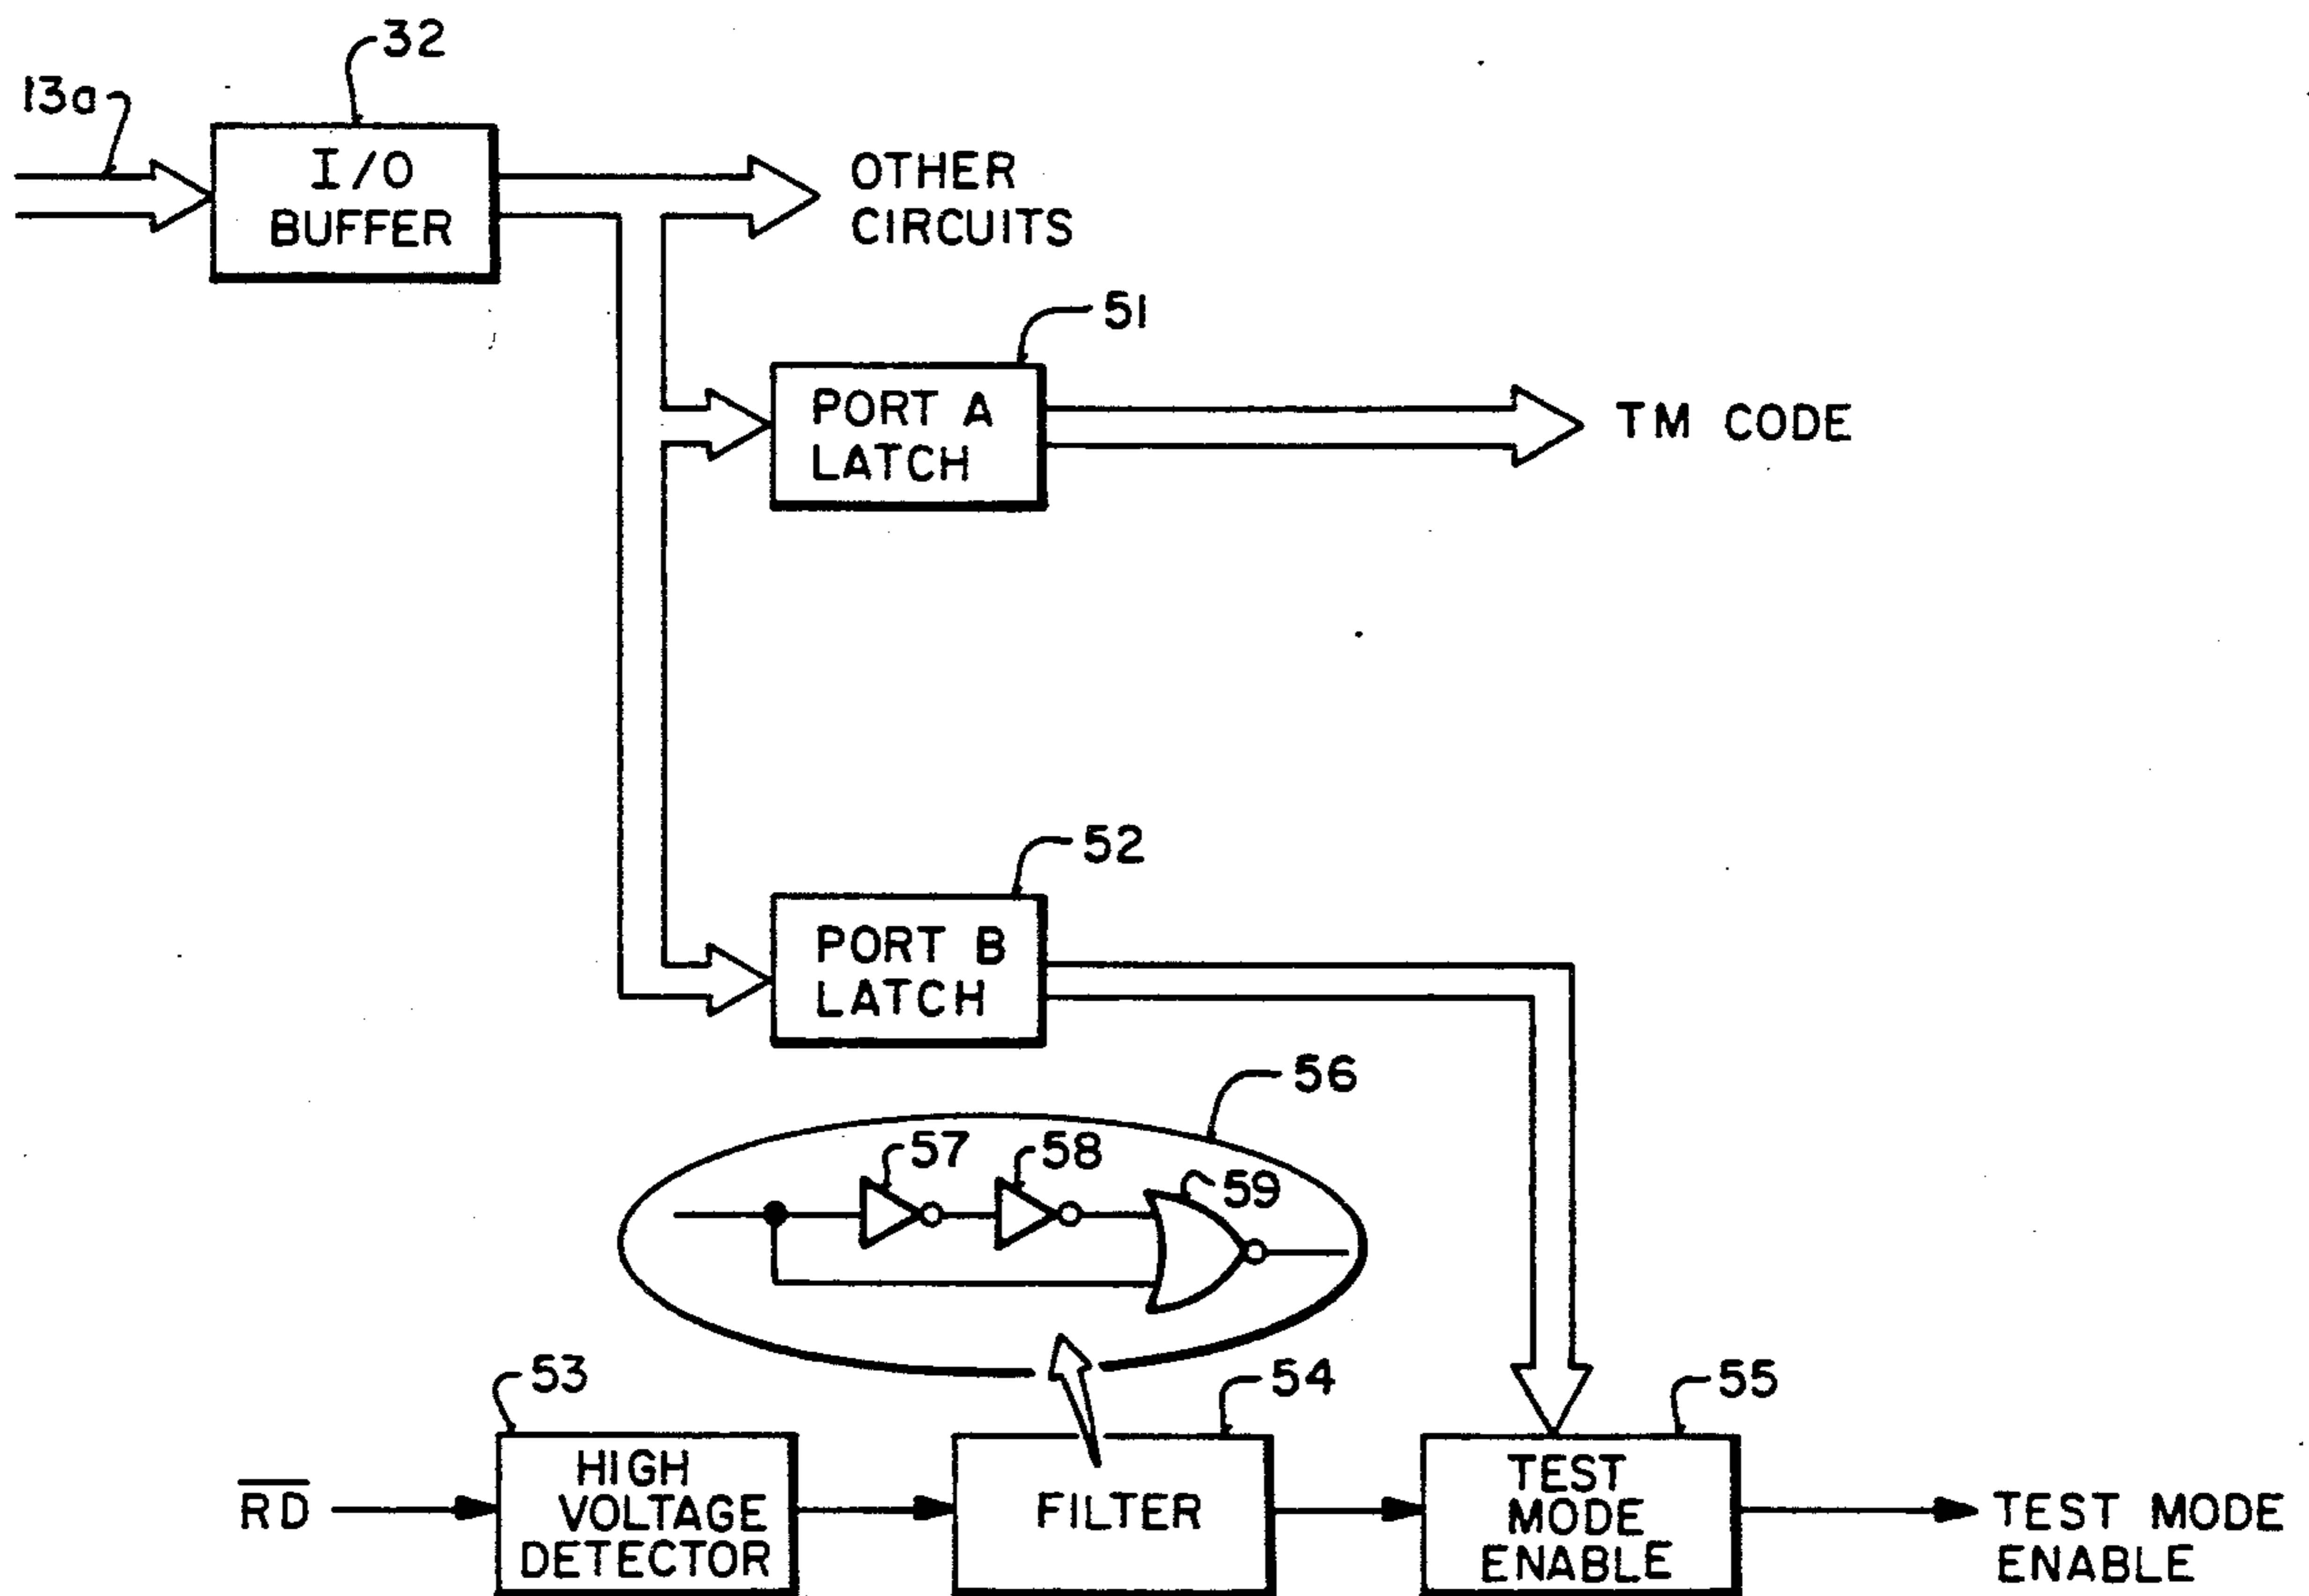 32
13a
I/O
BUFFER
OTHER
CIRCUITS
51
PORT A
LATCH
TM CODE
52
PORT B
LATCH
56
57
58
59
53
54
55
R̅D̅
HIGH
VOLTAGE
DETECTOR
FILTER
TEST
MODE
ENABLE
TEST MODE
ENABLE